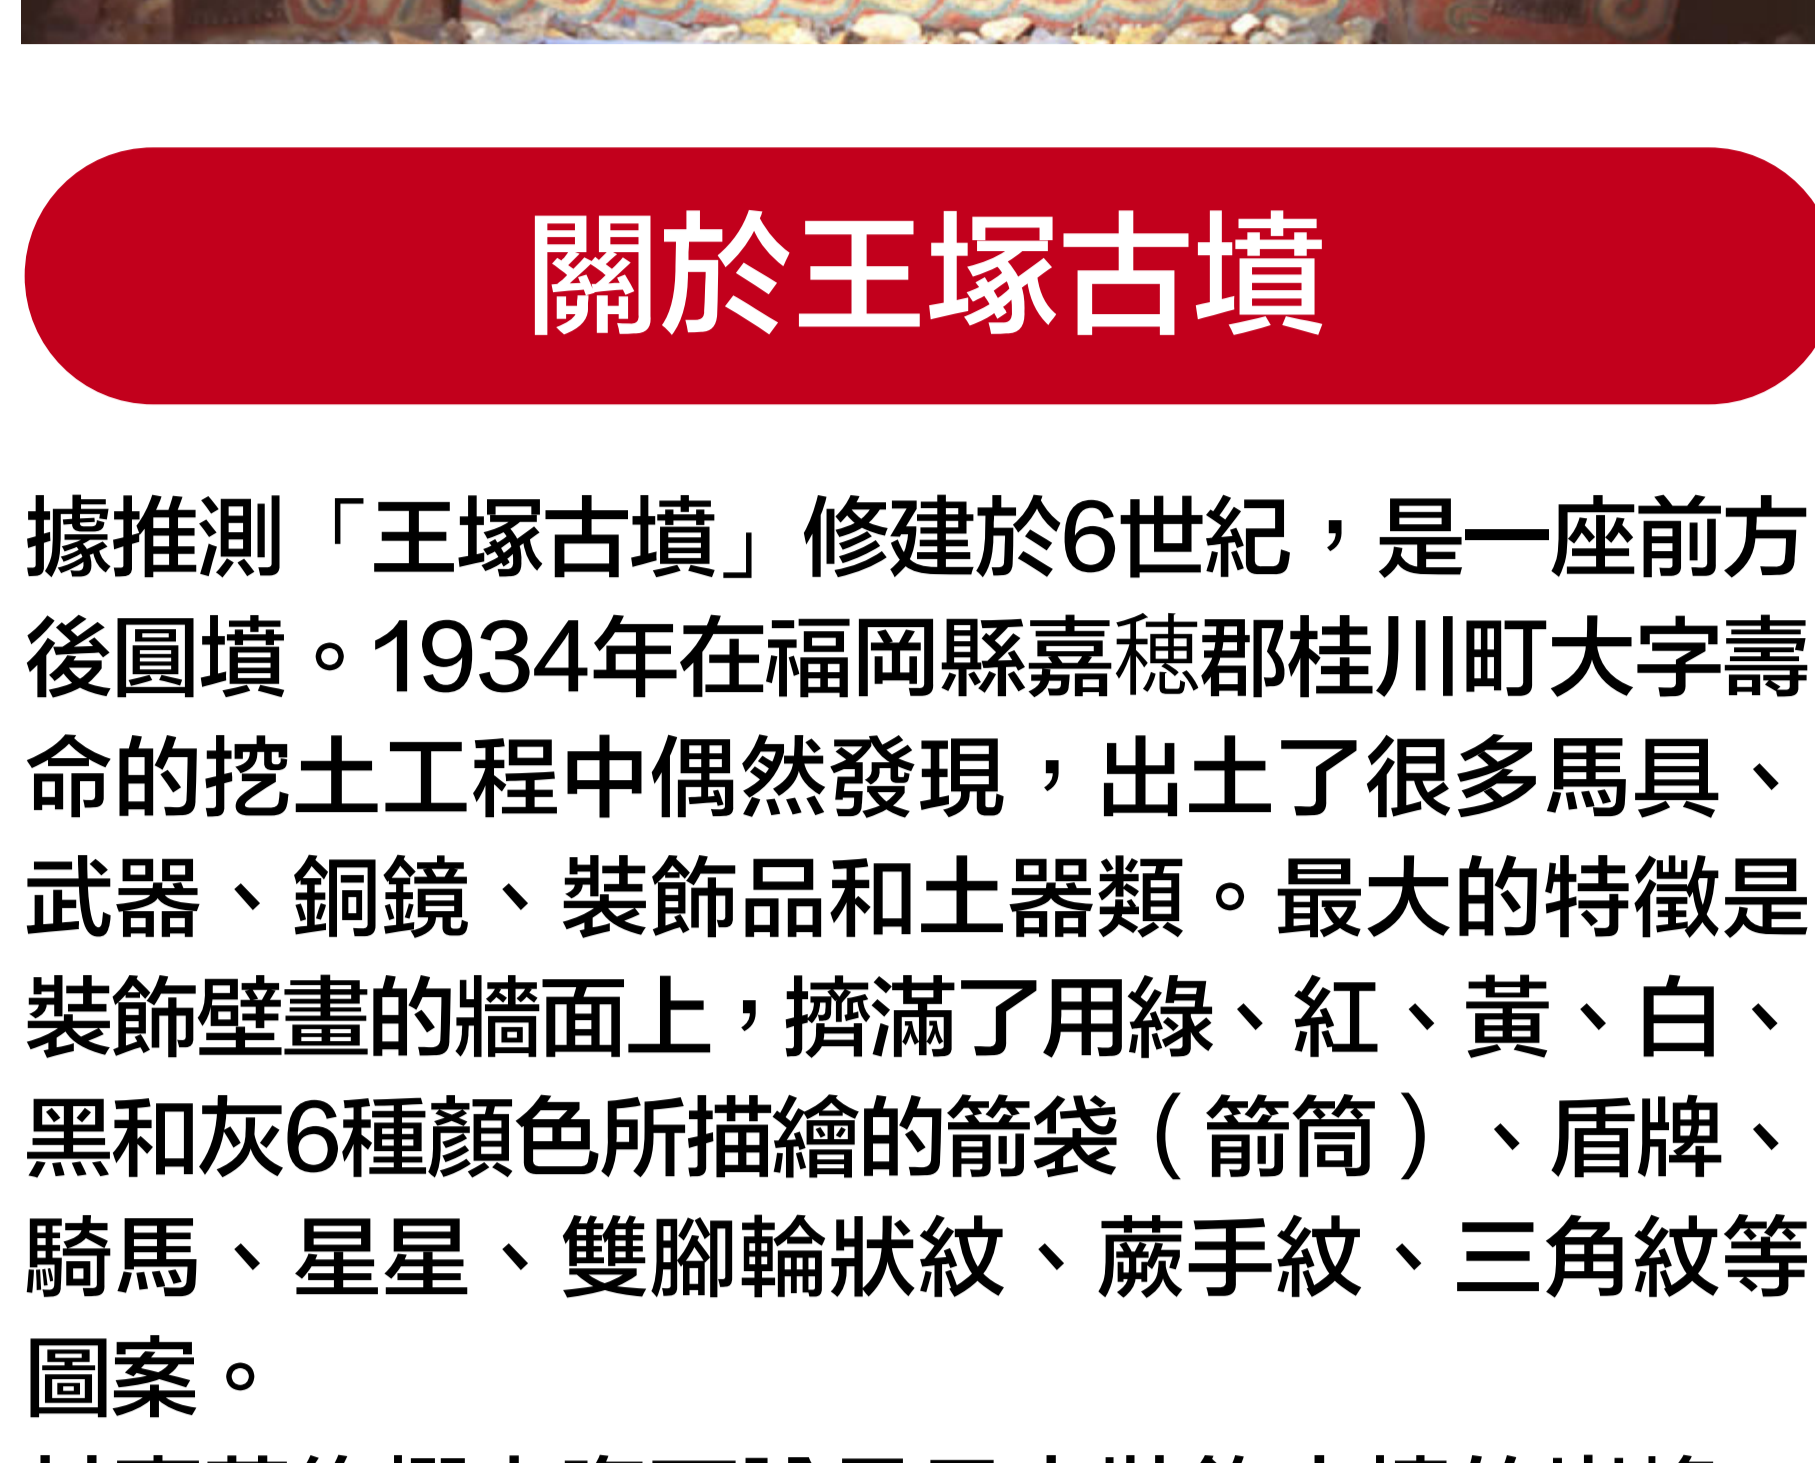 關於王塚古墳
據推測「王塚古墳」修建於6世紀，是一座前方
後圓墳。1934年在福岡縣嘉穂郡桂川町大字壽
命的挖土工程中偶然發現，出土了很多馬具、
武器、銅鏡、裝飾品和土器類。最大的特徵是
裝飾壁畫的牆面上，擠滿了用綠、紅、黃、白、
黑和灰6種顏色所描繪的箭袋（箭筒）、盾牌、
騎馬、星星、雙腳輪狀紋、蕨手紋、三角紋等
圖案。